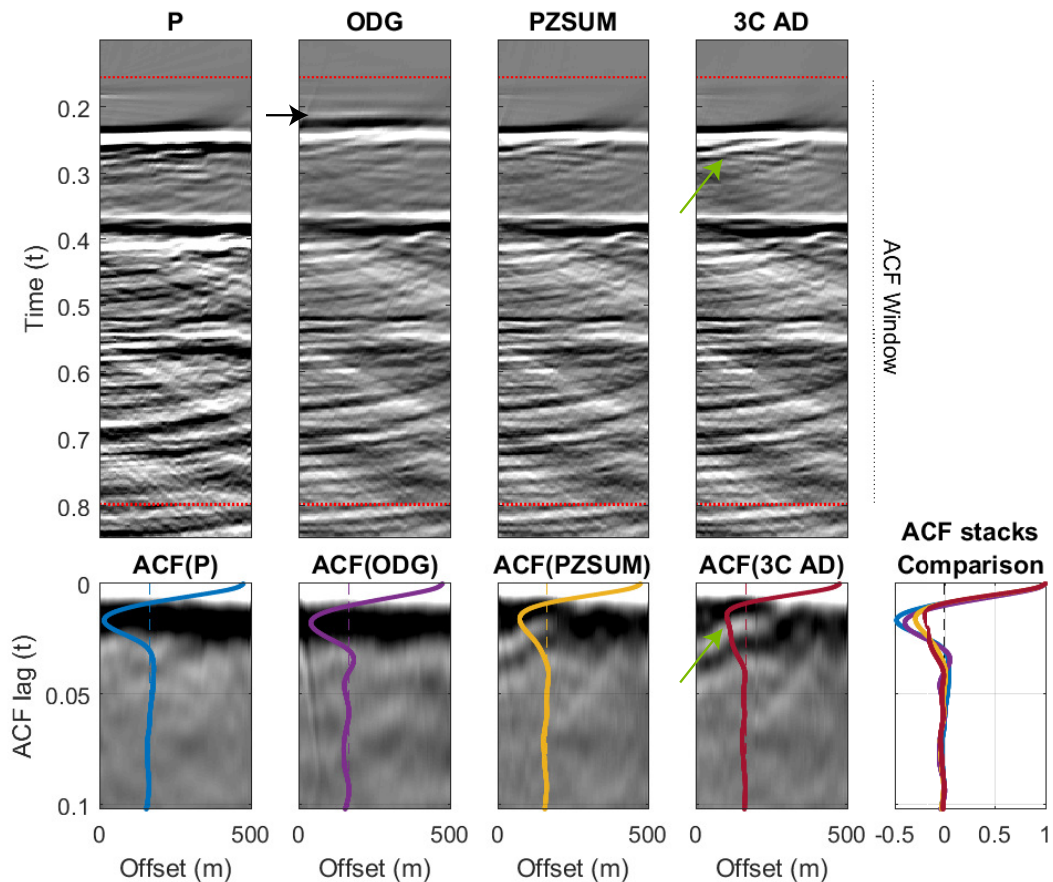 P
ODG
PZSUM
3C AD
0.2
0.3
0.4
0.5
0.6
0.7
0.8
Time (t)
ACF Window
ACF(P)
ACF(ODG)
ACF(PZSUM)
ACF(3C AD)
ACF stacks
Comparison
0
0.05
0.1
ACF lag (t)
0 500
0 500
0 500
0 500
-0.5 0 0.5 1
Offset (m)
Offset (m)
Offset (m)
Offset (m)